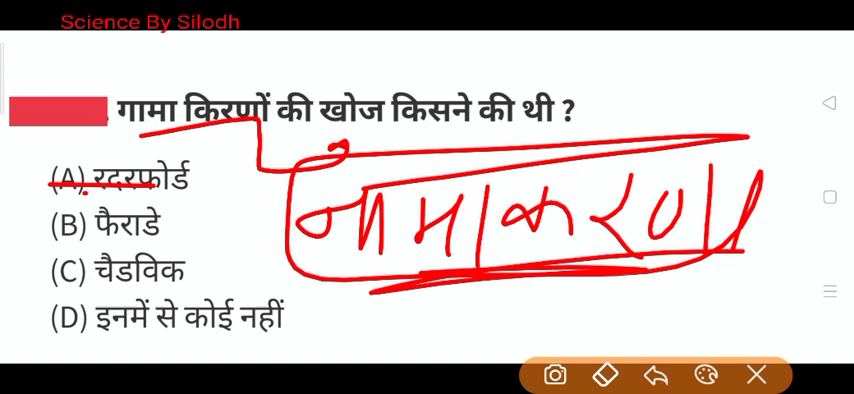 Science By Silodh
. गामा किरणों की खोज किसने की थी ?
(A) रदरफोर्ड
(B) फैराडे
(C) चैडविक
(D) इनमें से कोई नहीं